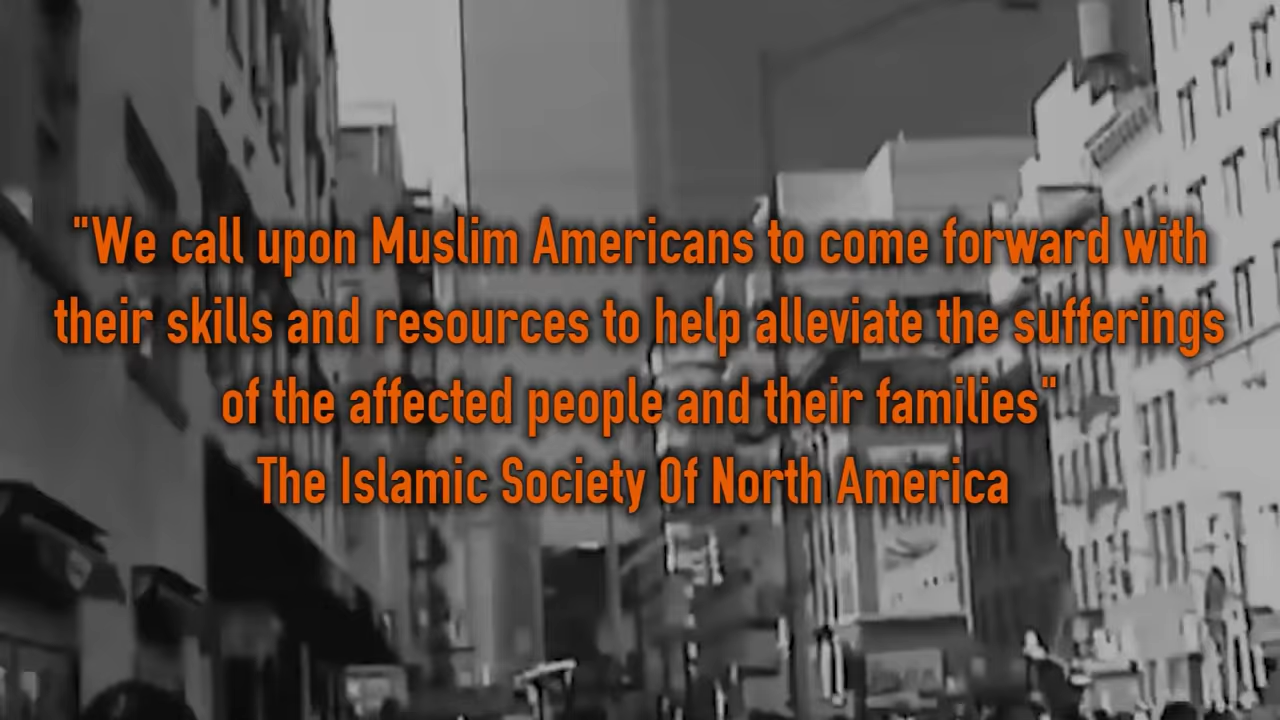 "We call upon Muslim Americans to come forward with
their skills and resources to help alleviate the sufferings
of the affected people and their families"
The Islamic Society Of North America